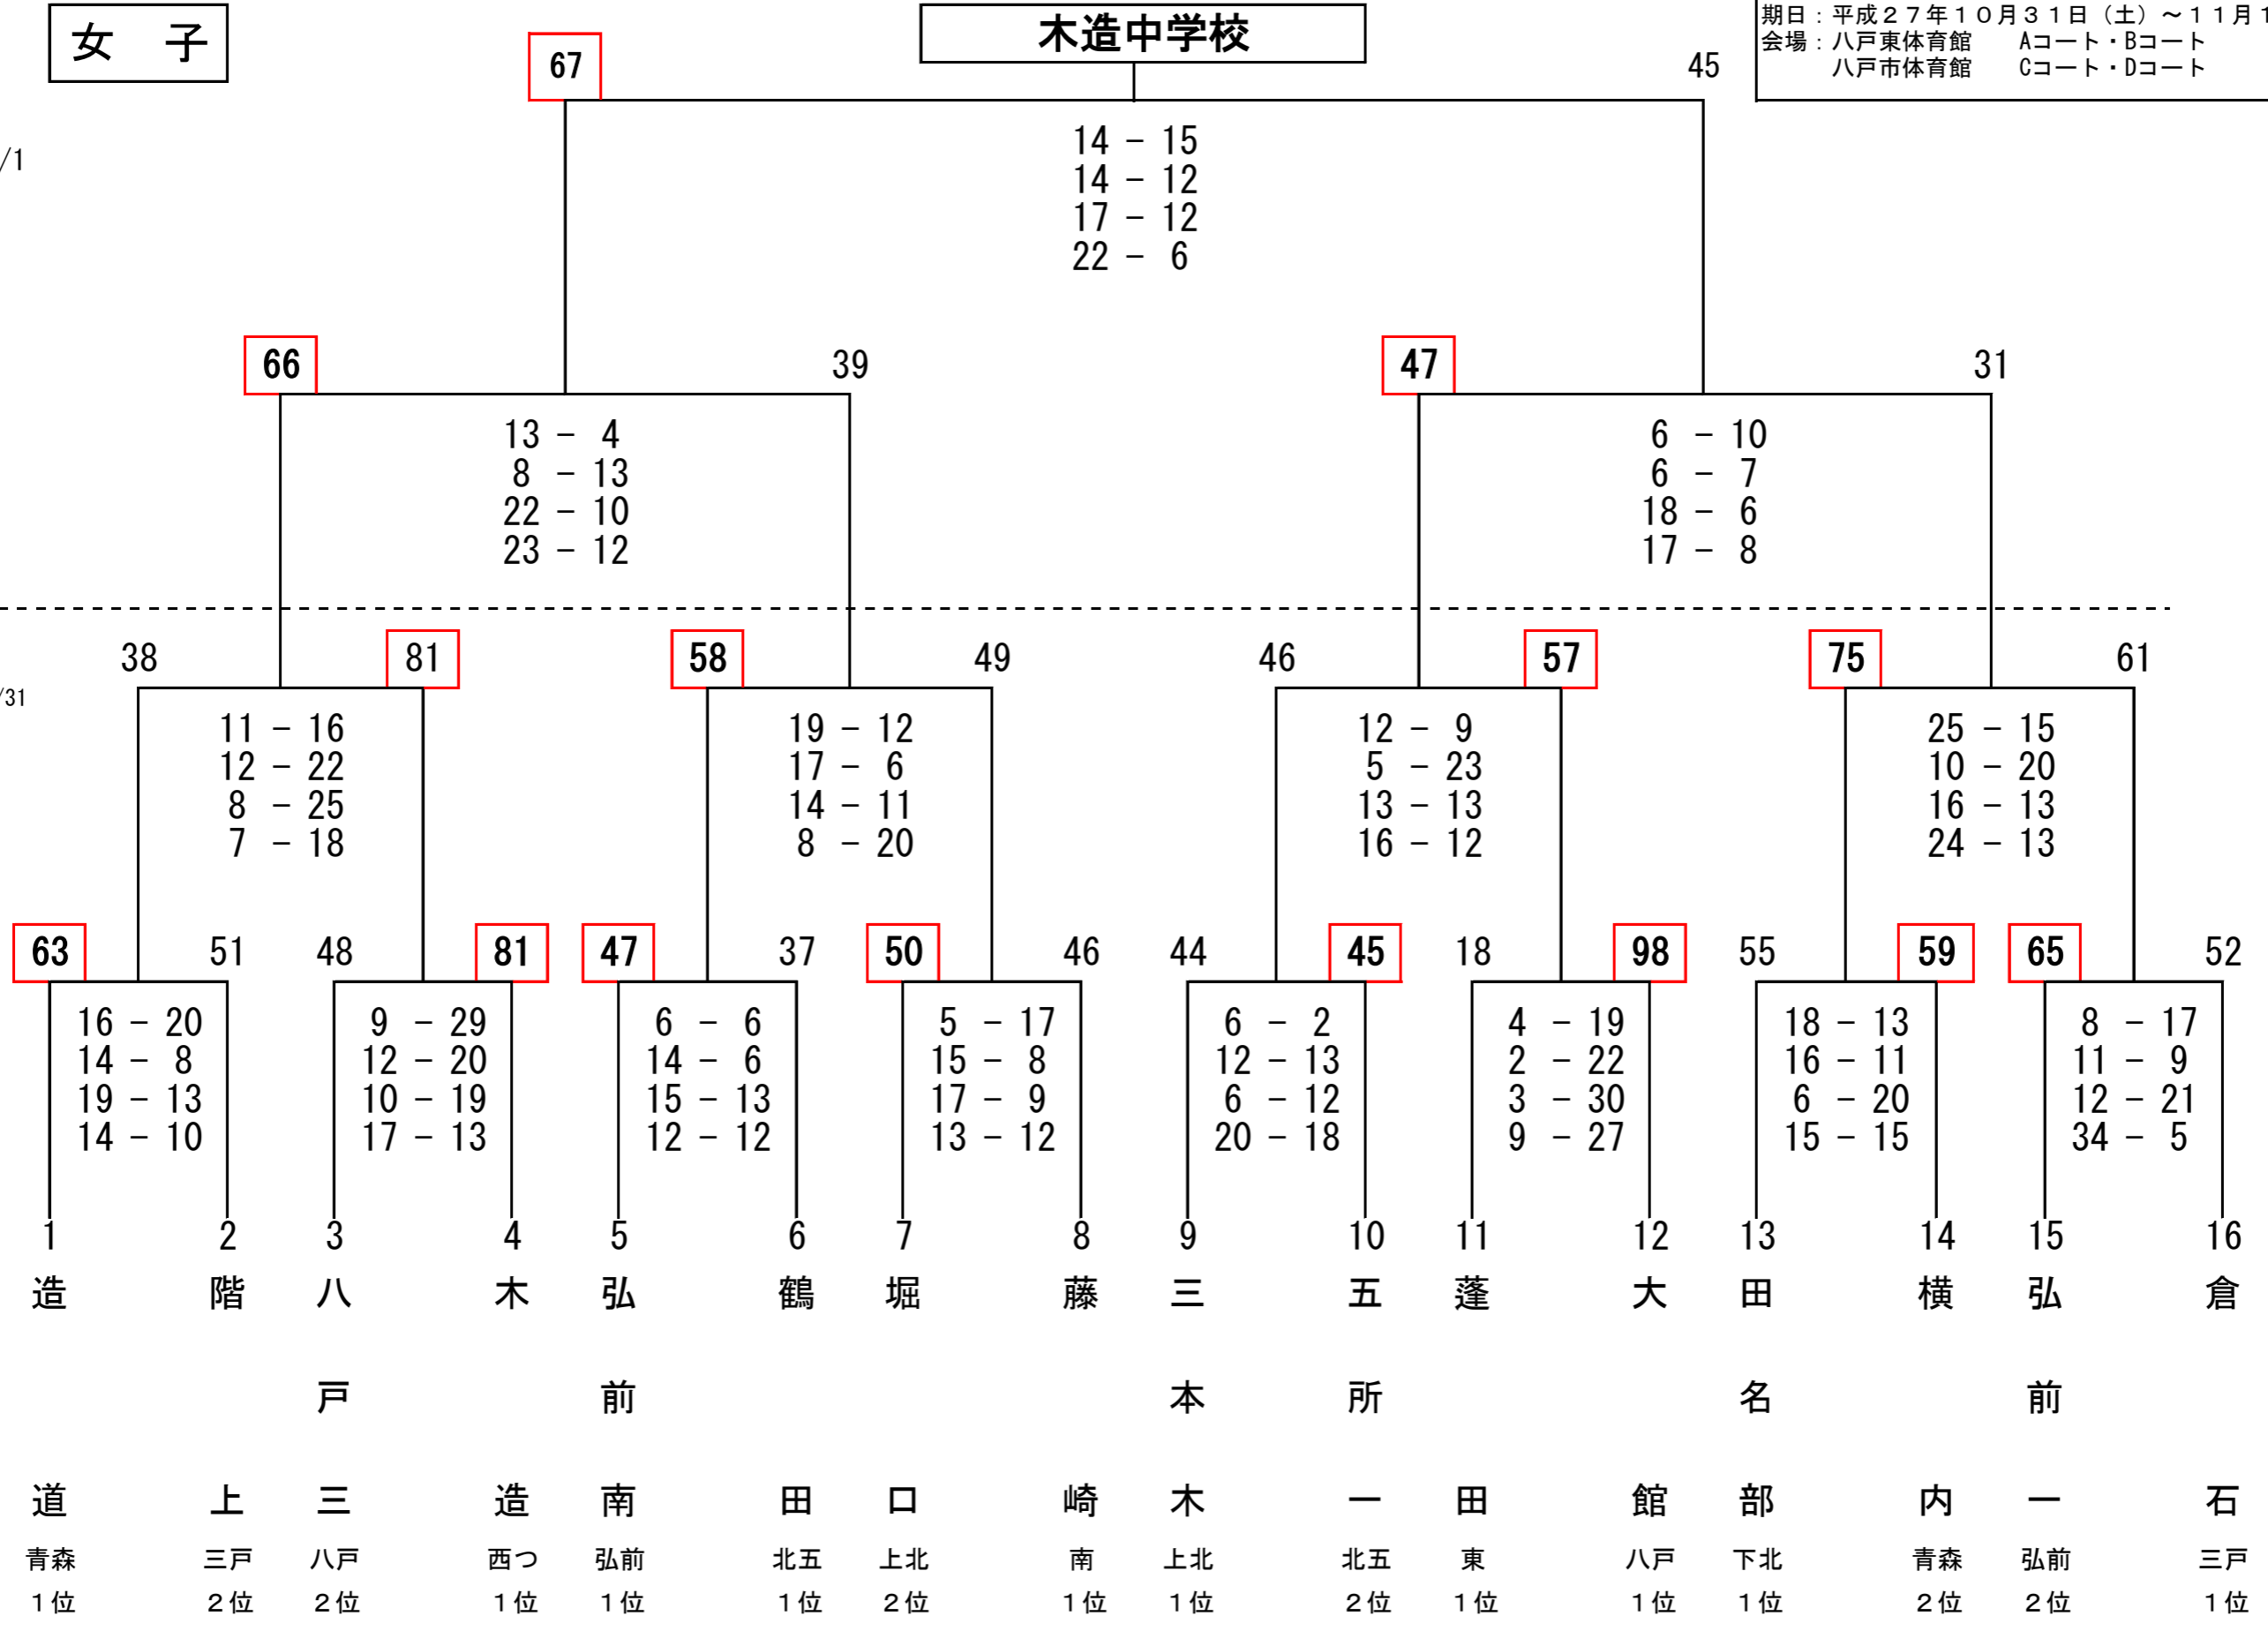 女　子
木造中学校
期日：平成２７年１０月３１日（土）～１１月１
会場：八戸東体育館　　Aコート・Bコート
八戸市体育館　　Cコート・Dコート
67 45
/1
14 － 15
14 － 12
17 － 12
22 － 6
66 39 47 31
13 － 4 6 － 10
8 － 13 6 － 7
22 － 10 18 － 6
23 － 12 17 － 8
38 81 58 49 46 57 75 61
/31
11 － 16 19 － 12 12 － 9 25 － 15
12 － 22 17 － 6 5 － 23 10 － 20
8 － 25 14 － 11 13 － 13 16 － 13
7 － 18 8 － 20 16 － 12 24 － 13
63 51 48 81 47 37 50 46 44 45 18 98 55 59 65 52
16 － 20 9 － 29 6 － 6 5 － 17 6 － 2 4 － 19 18 － 13 8 － 17
14 － 8 12 － 20 14 － 6 15 － 8 12 － 13 2 － 22 16 － 11 11 － 9
19 － 13 10 － 19 15 － 13 17 － 9 6 － 12 3 － 30 6 － 20 12 － 21
14 － 10 17 － 13 12 － 12 13 － 12 20 － 18 9 － 27 15 － 15 34 － 5
1 2 3 4 5 6 7 8 9 10 11 12 13 14 15 16
造道 階上 八戸三 木造 弘前南 鶴田 堀口 藤崎 三本木 五所一 蓬田 大館 田名部 横内 弘前一 倉石
青森 三戸 八戸 西つ 弘前 北五 上北 南 上北 北五 東 八戸 下北 青森 弘前 三戸
１位 ２位 ２位 １位 １位 １位 ２位 １位 １位 ２位 １位 １位 １位 ２位 ２位 １位